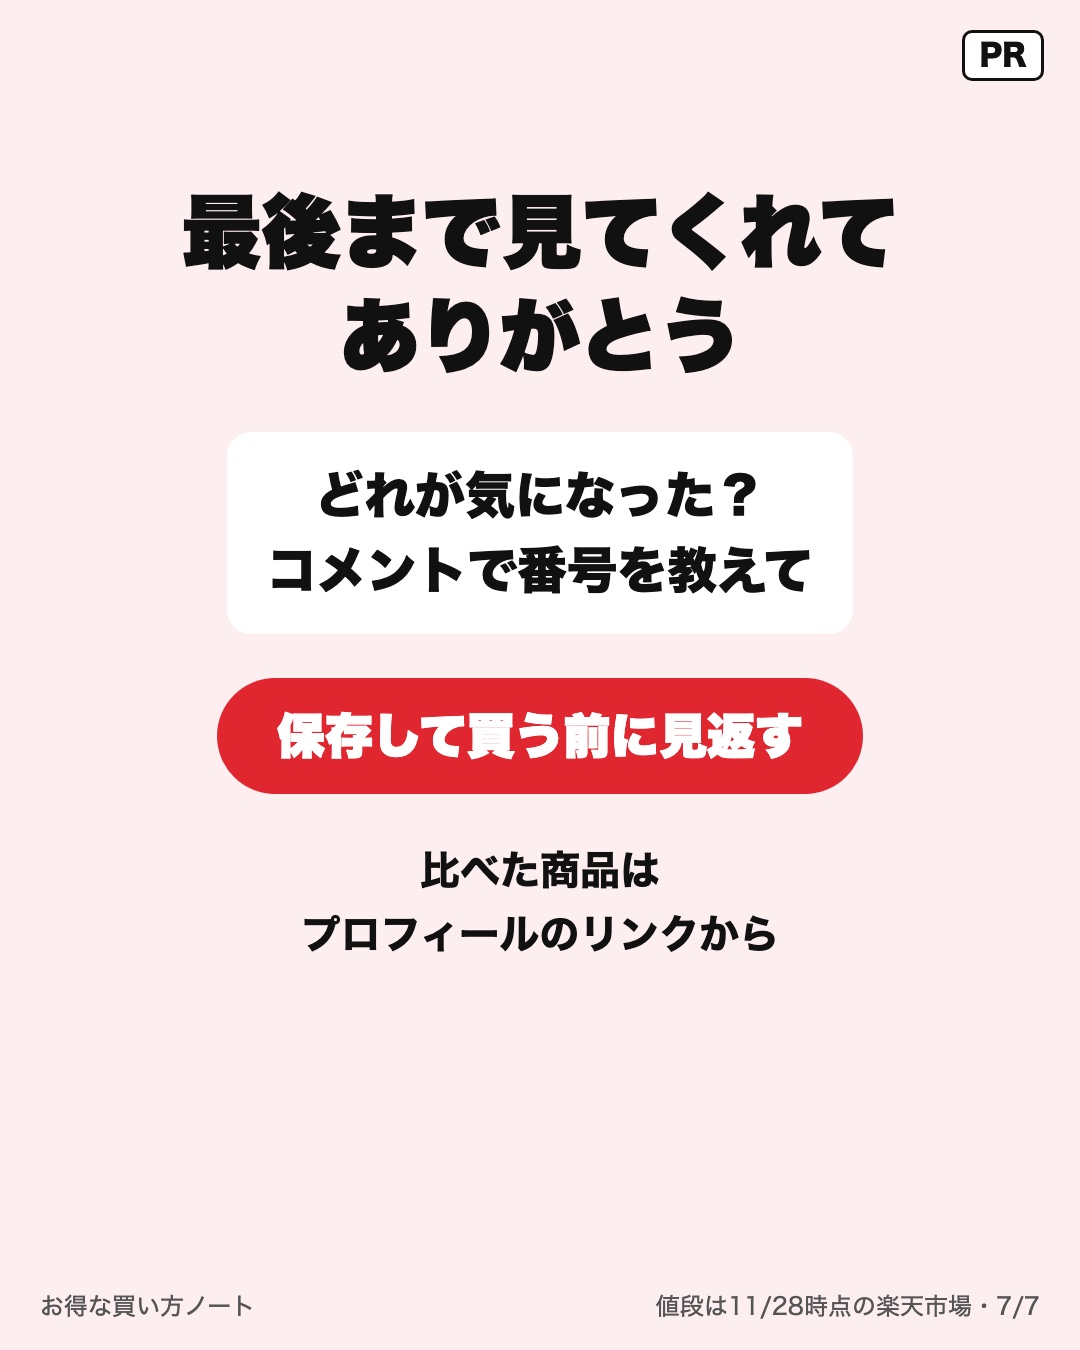 PR
最後まで見てくれて
ありがとう
どれが気になった？
コメントで番号を教えて
保存して買う前に見返す
比べた商品は
プロフィールのリンクから
お得な買い方ノート
値段は11/28時点の楽天市場・7/7